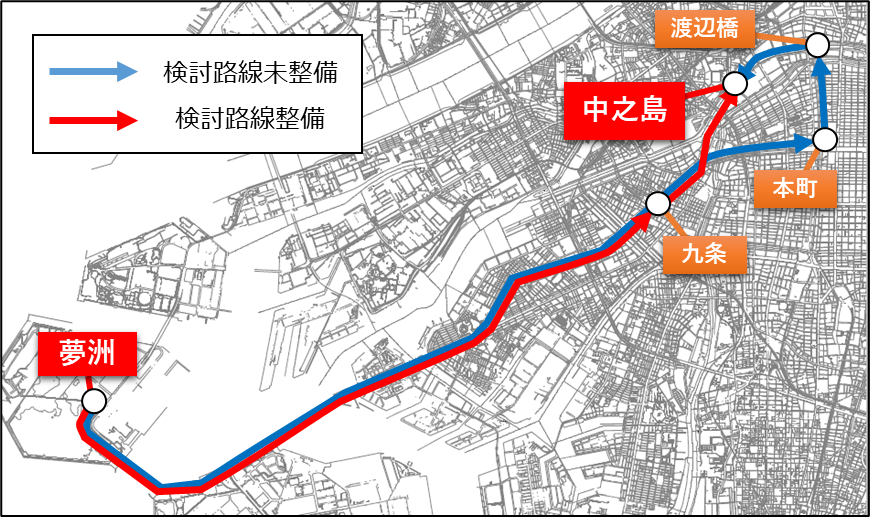 検討路線未整備
検討路線整備
渡辺橋
中之島
本町
九条
夢洲